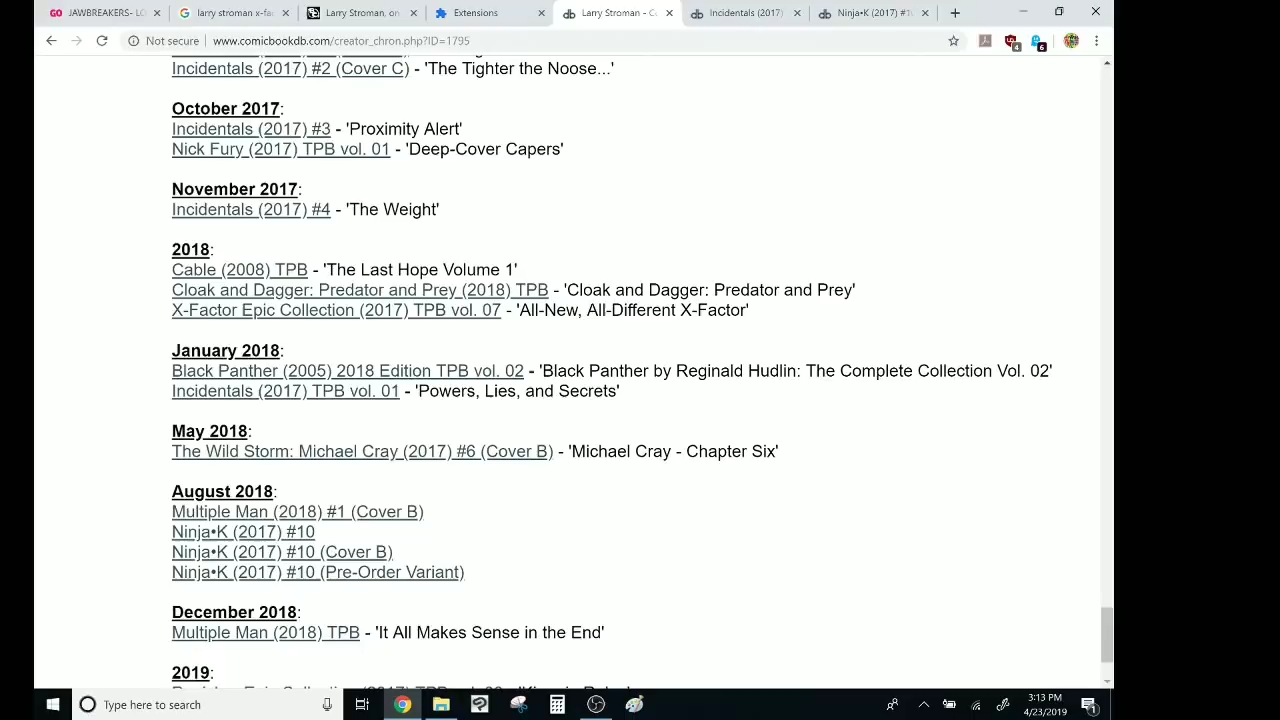 JAWBREAKERS- LO
larry stroman x-fa
Larry Stroman, on
Extensions
Larry Stroman - Co
Incidentals (2017)
Ninja•K (2017) #10
Not secure | www.comicbookdb.com/creator_chron.php?ID=1795
4
6
Incidentals (2017) #2 (Cover C) - 'The Tighter the Noose...'
October 2017:
Incidentals (2017) #3 - 'Proximity Alert'
Nick Fury (2017) TPB vol. 01 - 'Deep-Cover Capers'
November 2017:
Incidentals (2017) #4 - 'The Weight'
2018:
Cable (2008) TPB - 'The Last Hope Volume 1'
Cloak and Dagger: Predator and Prey (2018) TPB - 'Cloak and Dagger: Predator and Prey'
X-Factor Epic Collection (2017) TPB vol. 07 - 'All-New, All-Different X-Factor'
January 2018:
Black Panther (2005) 2018 Edition TPB vol. 02 - 'Black Panther by Reginald Hudlin: The Complete Collection Vol. 02'
Incidentals (2017) TPB vol. 01 - 'Powers, Lies, and Secrets'
May 2018:
The Wild Storm: Michael Cray (2017) #6 (Cover B) - 'Michael Cray - Chapter Six'
August 2018:
Multiple Man (2018) #1 (Cover B)
Ninja•K (2017) #10
Ninja•K (2017) #10 (Cover B)
Ninja•K (2017) #10 (Pre-Order Variant)
December 2018:
Multiple Man (2018) TPB - 'It All Makes Sense in the End'
2019:
Type here to search
3:13 PM
4/23/2019